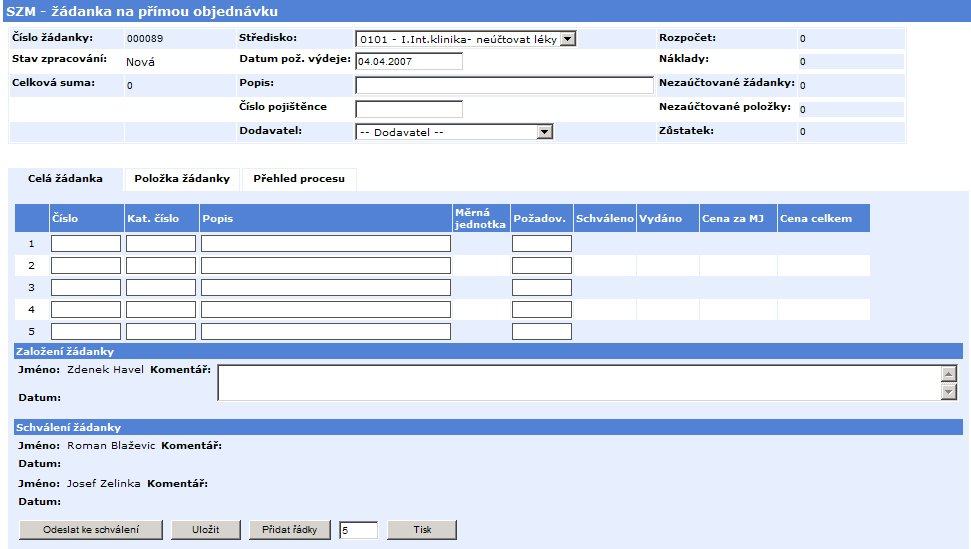 SZM - žádanka na přímou objednávku
Číslo žádanky: 000089 Středisko: 0101 - I.Int.klinika- neúčtovat léky Rozpočet: 0
Stav zpracování: Nová Datum pož. výdeje: 04.04.2007 Náklady: 0
Celková suma: 0 Popis: Nezaúčtované žádanky: 0
Číslo pojištěnce Nezaúčtované položky: 0
Dodavatel: -- Dodavatel -- Zůstatek: 0
Celá žádanka Položka žádanky Přehled procesu
Číslo Kat. číslo Popis Měrná jednotka Požadov. Schváleno Vydáno Cena za MJ Cena celkem
1
2
3
4
5
Založení žádanky
Jméno: Zdenek Havel Komentář:
Datum:
Schválení žádanky
Jméno: Roman Blaževic Komentář:
Datum:
Jméno: Josef Zelinka Komentář:
Datum:
Odeslat ke schválení Uložit Přidat řádky 5 Tisk